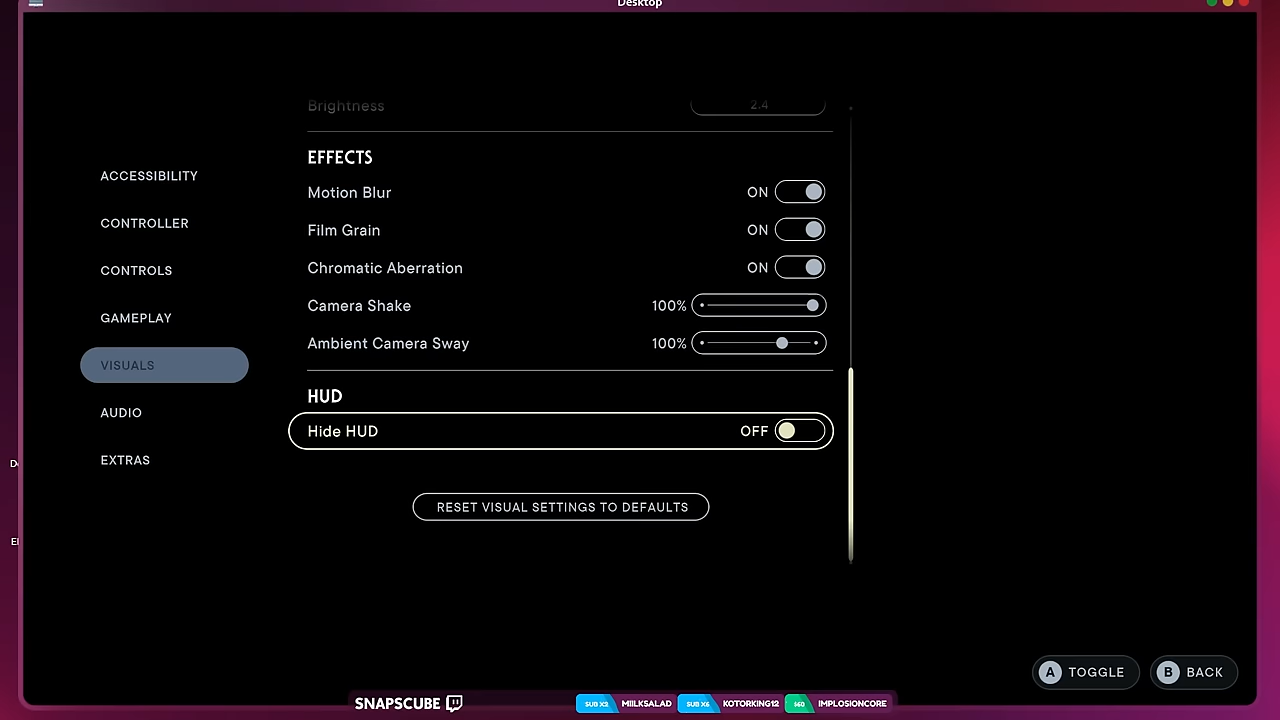 Desktop
Brightness 2.4
EFFECTS
ACCESSIBILITY
Motion Blur ON
CONTROLLER
Film Grain ON
CONTROLS
Chromatic Aberration ON
GAMEPLAY
Camera Shake 100%
VISUALS
Ambient Camera Sway 100%
HUD
AUDIO
Hide HUD OFF
EXTRAS
RESET VISUAL SETTINGS TO DEFAULTS
A TOGGLE B BACK
SNAPSCUBE SUB X2 MIILKSALAD SUB X6 KOTORKING12 IMPLOSIONCORE